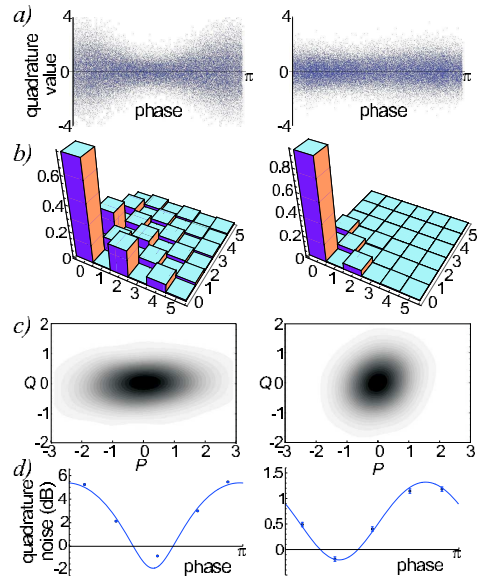 a)
4
0
-4
quadrature value
phase
π
4
0
-4
phase
π
b)
0.6
0.4
0.2
0
0 1 2 3 4 5
0 1 2 3 4 5
0.8
0.6
0.4
0.2
0
0 1 2 3 4 5
0 1 2 3 4 5
c)
2
1
Q 0
-1
-2
-3 -2 -1 0 1 2 3
P
2
1
Q 0
-1
-2
-3 -2 -1 0 1 2 3
P
d)
6
4
2
0
-2
quadrature noise (dB)
phase
π
1.5
1
0.5
0
phase
π